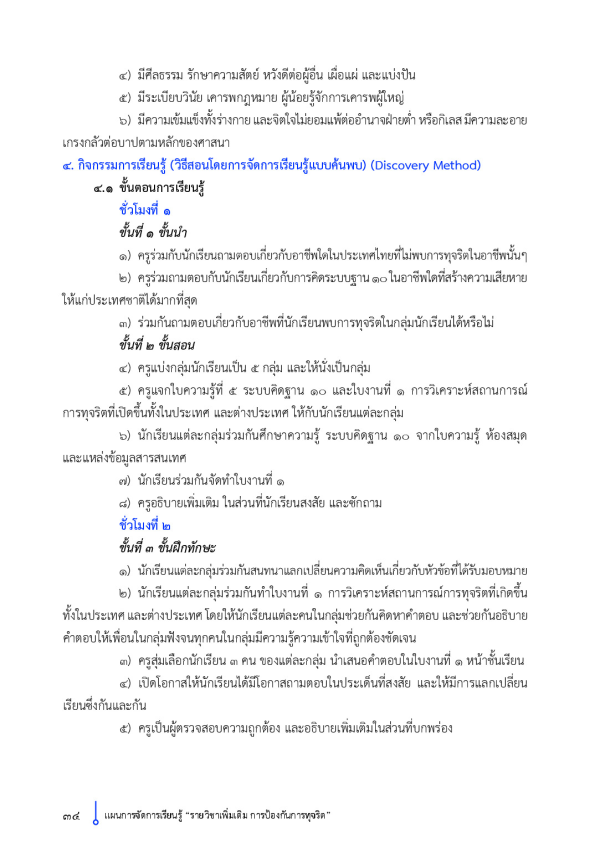 ๔) มีศีลธรรม รักษาความสัตย์ หวังดีต่อผู้อื่น เผื่อแผ่ และแบ่งปัน
๕) มีระเบียบวินัย เคารพกฎหมาย ผู้น้อยรู้จักการเคารพผู้ใหญ่
๖) มีความเข้มแข็งทั้งร่างกาย และจิตใจไม่ยอมแพ้ต่ออำนาจฝ่ายต่ำ หรือกิเลส มีความละอาย
เกรงกลัวต่อบาปตามหลักของศาสนา
๔. กิจกรรมการเรียนรู้ (วิธีสอนโดยการจัดการเรียนรู้แบบค้นพบ) (Discovery Method)
๔.๑ ขั้นตอนการเรียนรู้
ชั่วโมงที่ ๑
ขั้นที่ ๑ ขั้นนำ
๑) ครูร่วมกับนักเรียนถามตอบเกี่ยวกับอาชีพใดในประเทศไทยที่ไม่พบการทุจริตในอาชีพนั้นๆ
๒) ครูร่วมถามตอบกับนักเรียนเกี่ยวกับการคิดระบบฐาน ๑๐ ในอาชีพใดที่สร้างความเสียหาย
ให้แก่ประเทศชาติได้มากที่สุด
๓) ร่วมกันถามตอบเกี่ยวกับอาชีพที่นักเรียนพบการทุจริตในกลุ่มนักเรียนได้หรือไม่
ขั้นที่ ๒ ขั้นสอน
๔) ครูแบ่งกลุ่มนักเรียนเป็น ๕ กลุ่ม และให้นั่งเป็นกลุ่ม
๕) ครูแจกใบความรู้ที่ ๕ ระบบคิดฐาน ๑๐ และใบงานที่ ๑ การวิเคราะห์สถานการณ์
การทุจริตที่เปิดขึ้นทั้งในประเทศ และต่างประเทศ ให้กับนักเรียนแต่ละกลุ่ม
๖) นักเรียนแต่ละกลุ่มร่วมกันศึกษาความรู้ ระบบคิดฐาน ๑๐ จากใบความรู้ ห้องสมุด
และแหล่งข้อมูลสารสนเทศ
๗) นักเรียนร่วมกันจัดทำใบงานที่ ๑
๘) ครูอธิบายเพิ่มเติม ในส่วนที่นักเรียนสงสัย และซักถาม
ชั่วโมงที่ ๒
ขั้นที่ ๓ ขั้นฝึกทักษะ
๑) นักเรียนแต่ละกลุ่มร่วมกันสนทนาแลกเปลี่ยนความคิดเห็นเกี่ยวกับหัวข้อที่ได้รับมอบหมาย
๒) นักเรียนแต่ละกลุ่มร่วมกันทำใบงานที่ ๑ การวิเคราะห์สถานการณ์การทุจริตที่เกิดขึ้น
ทั้งในประเทศ และต่างประเทศ โดยให้นักเรียนแต่ละคนในกลุ่มช่วยกันคิดหาคำตอบ และช่วยกันอธิบาย
คำตอบให้เพื่อนในกลุ่มฟังจนทุกคนในกลุ่มมีความรู้ความเข้าใจที่ถูกต้องชัดเจน
๓) ครูสุ่มเลือกนักเรียน ๓ คน ของแต่ละกลุ่ม นำเสนอคำตอบในใบงานที่ ๑ หน้าชั้นเรียน
๔) เปิดโอกาสให้นักเรียนได้มีโอกาสถามตอบในประเด็นที่สงสัย และให้มีการแลกเปลี่ยน
เรียนซึ่งกันและกัน
๕) ครูเป็นผู้ตรวจสอบความถูกต้อง และอธิบายเพิ่มเติมในส่วนที่บกพร่อง
๓๔ แผนการจัดการเรียนรู้ “รายวิชาเพิ่มเติม การป้องกันการทุจริต”